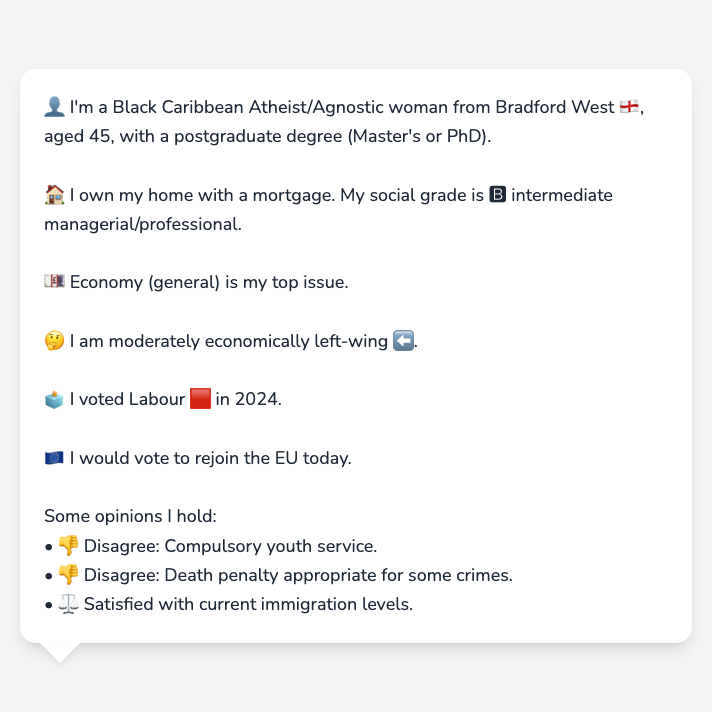 👤 I'm a Black Caribbean Atheist/Agnostic woman from Bradford West 🏴󠁧󠁢󠁥󠁮󠁧󠁿,
aged 45, with a postgraduate degree (Master's or PhD).
🏠 I own my home with a mortgage. My social grade is 🅱 intermediate
managerial/professional.
💷 Economy (general) is my top issue.
🤔 I am moderately economically left-wing ⬅️.
🗳️ I voted Labour 🟥 in 2024.
🇪🇺 I would vote to rejoin the EU today.
Some opinions I hold:
• 👎 Disagree: Compulsory youth service.
• 👎 Disagree: Death penalty appropriate for some crimes.
• ⚖️ Satisfied with current immigration levels.